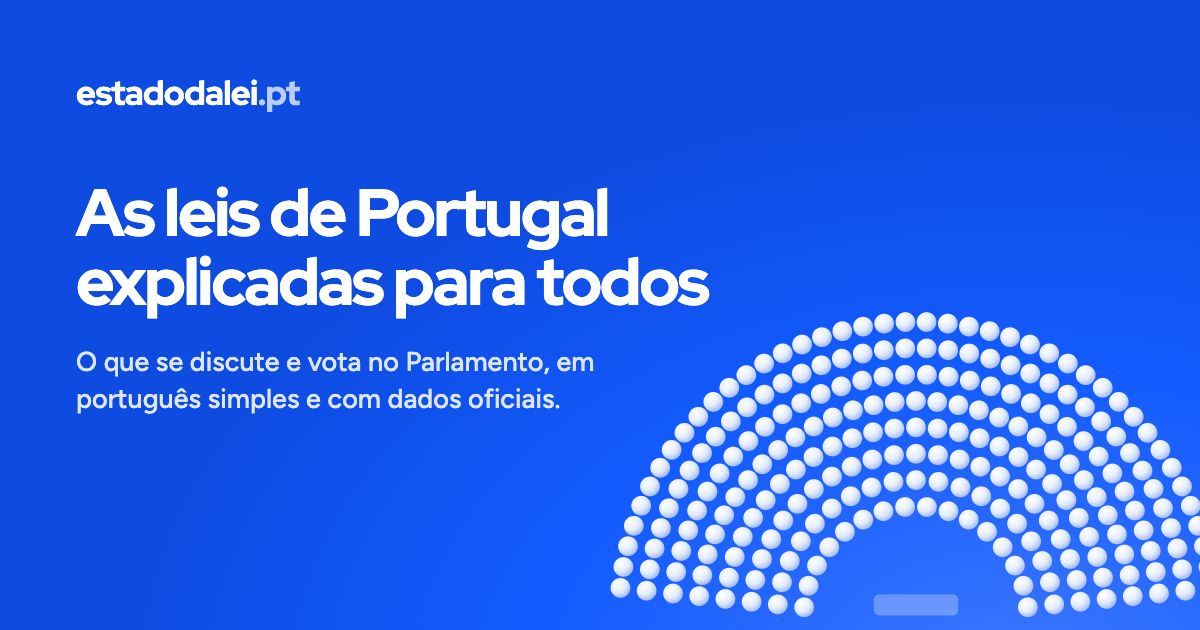 estadodalei.pt
As leis de Portugal
explicadas para todos
O que se discute e vota no Parlamento, em
português simples e com dados oficiais.